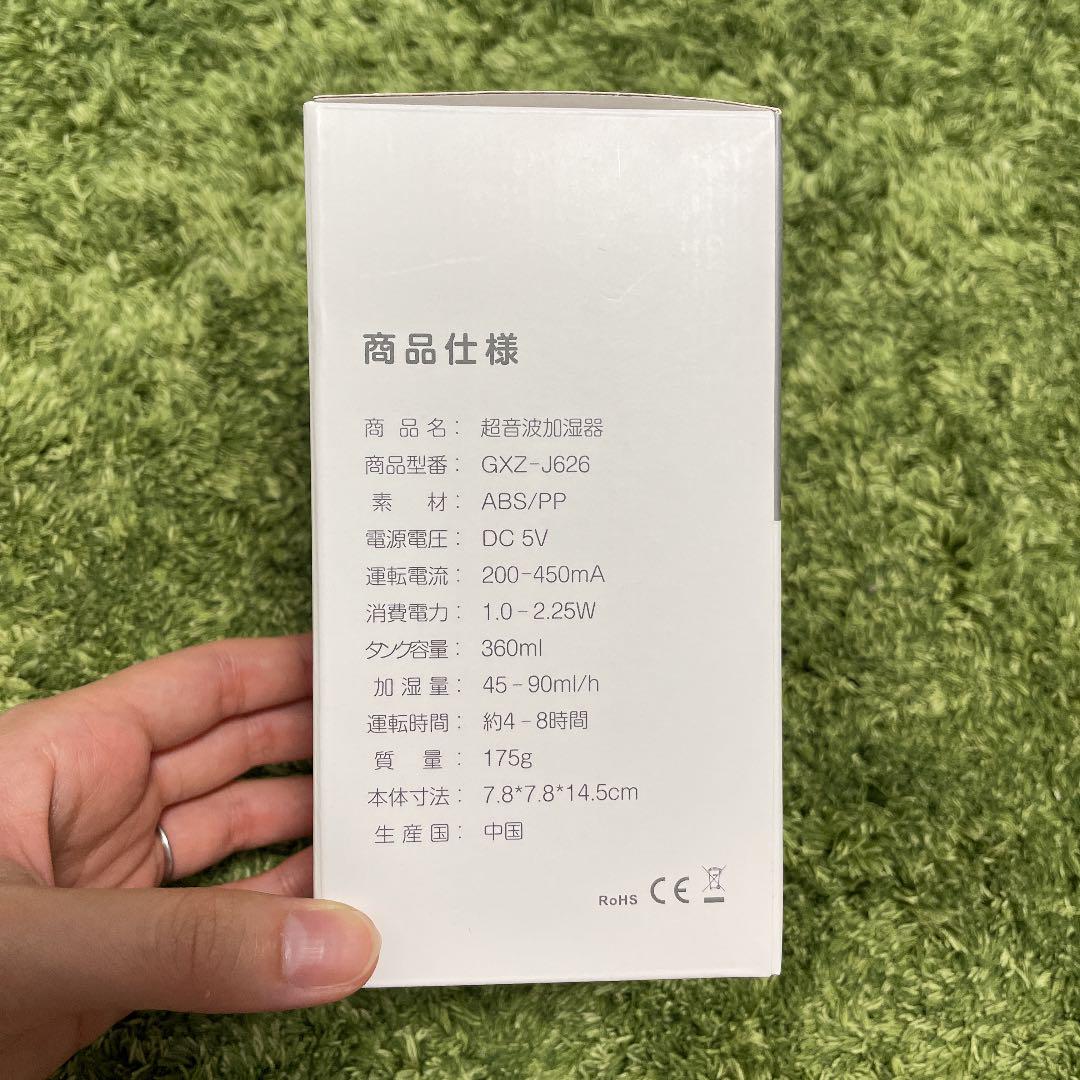 商品仕様
商品名： 超音波加湿器
商品型番： GXZ-J626
素材： ABS/PP
電源電圧： DC 5V
運転電流： 200-450mA
消費電力： 1.0-2.25W
タンク容量： 360ml
加湿量： 45-90ml/h
運転時間： 約4-8時間
質量： 175g
本体寸法： 7.8*7.8*14.5cm
生産国： 中国
RoHS CE